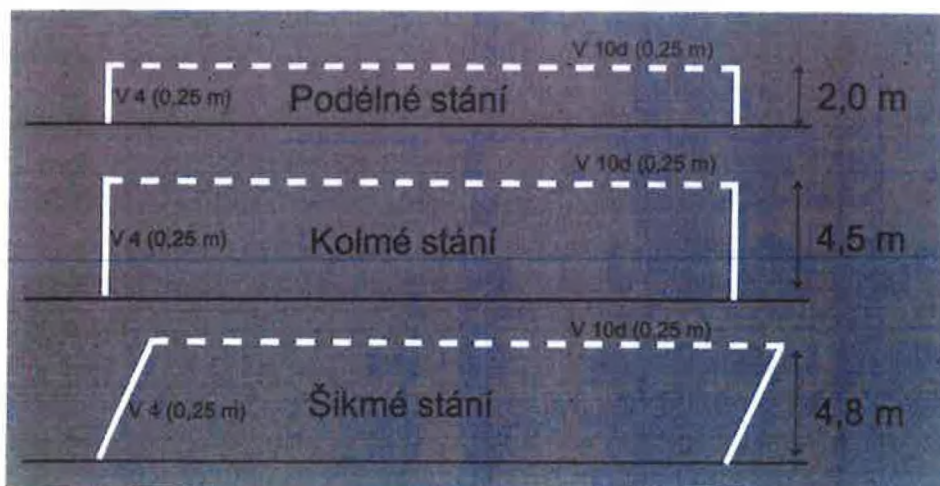 V 10d (0,25 m)
V 4 (0,25 m) Podélné stání 2,0 m
V 10d (0,25 m)
V 4 (0,25 m) Kolmé stání 4,5 m
V 10d (0,25 m)
V 4 (0,25 m) Šikmé stání 4,8 m